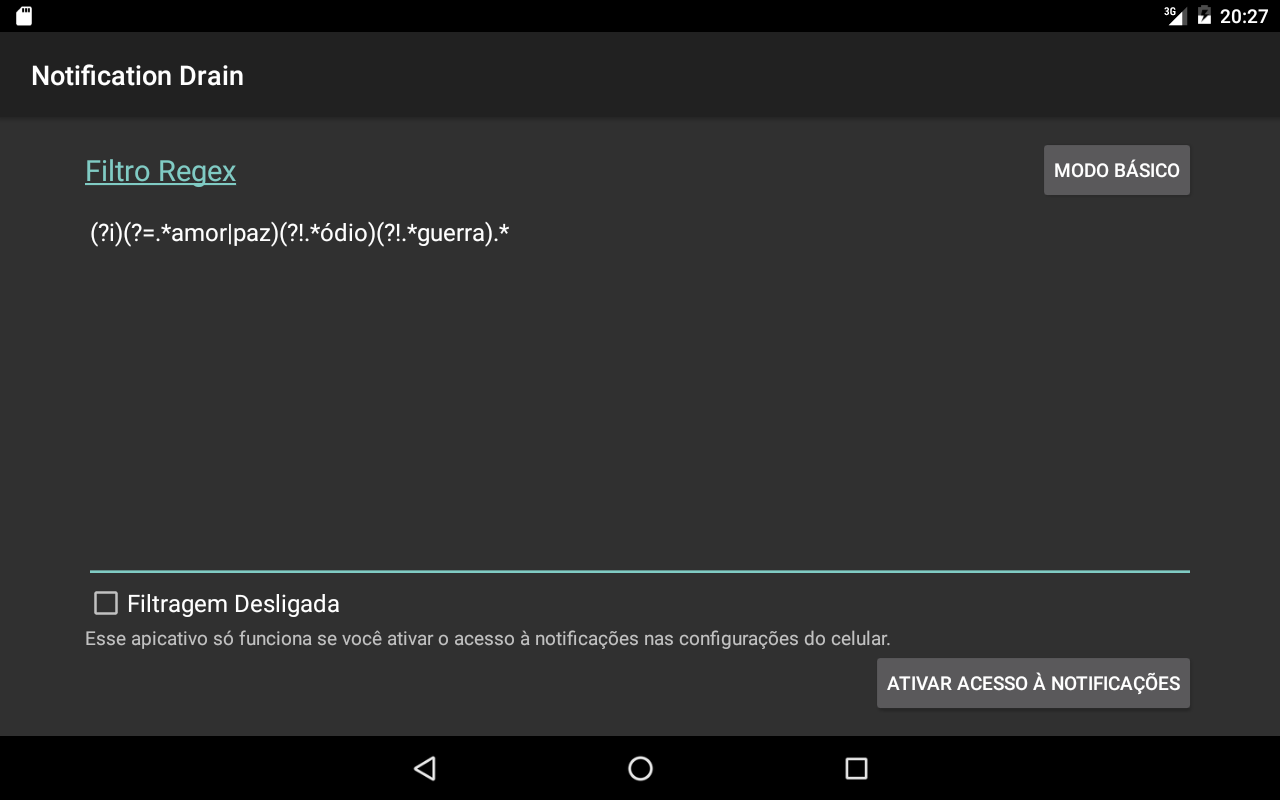 3G 20:27
Notification Drain
Filtro Regex
MODO BÁSICO
(?i)(?=.*amor|paz)(?!.*ódio)(?!.*guerra).*
Filtragem Desligada
Esse apicativo só funciona se você ativar o acesso à notificações nas configurações do celular.
ATIVAR ACESSO À NOTIFICAÇÕES